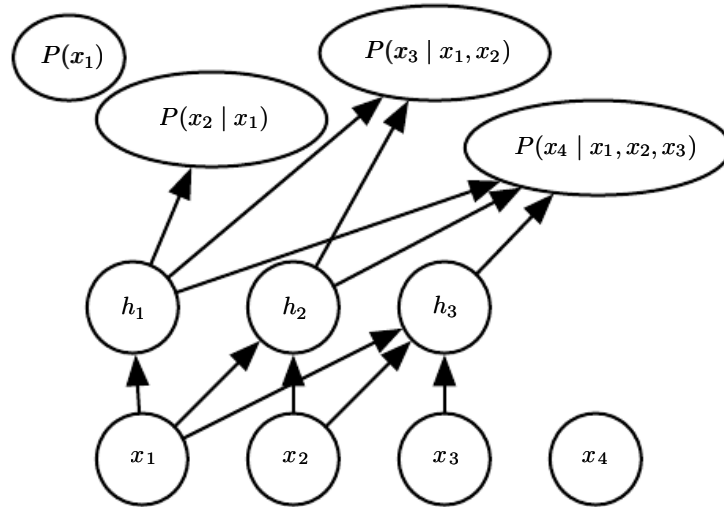 P(x₁)
P(x₃ | x₁, x₂)
P(x₂ | x₁)
P(x₄ | x₁, x₂, x₃)
h₁ h₂ h₃
x₁ x₂ x₃ x₄